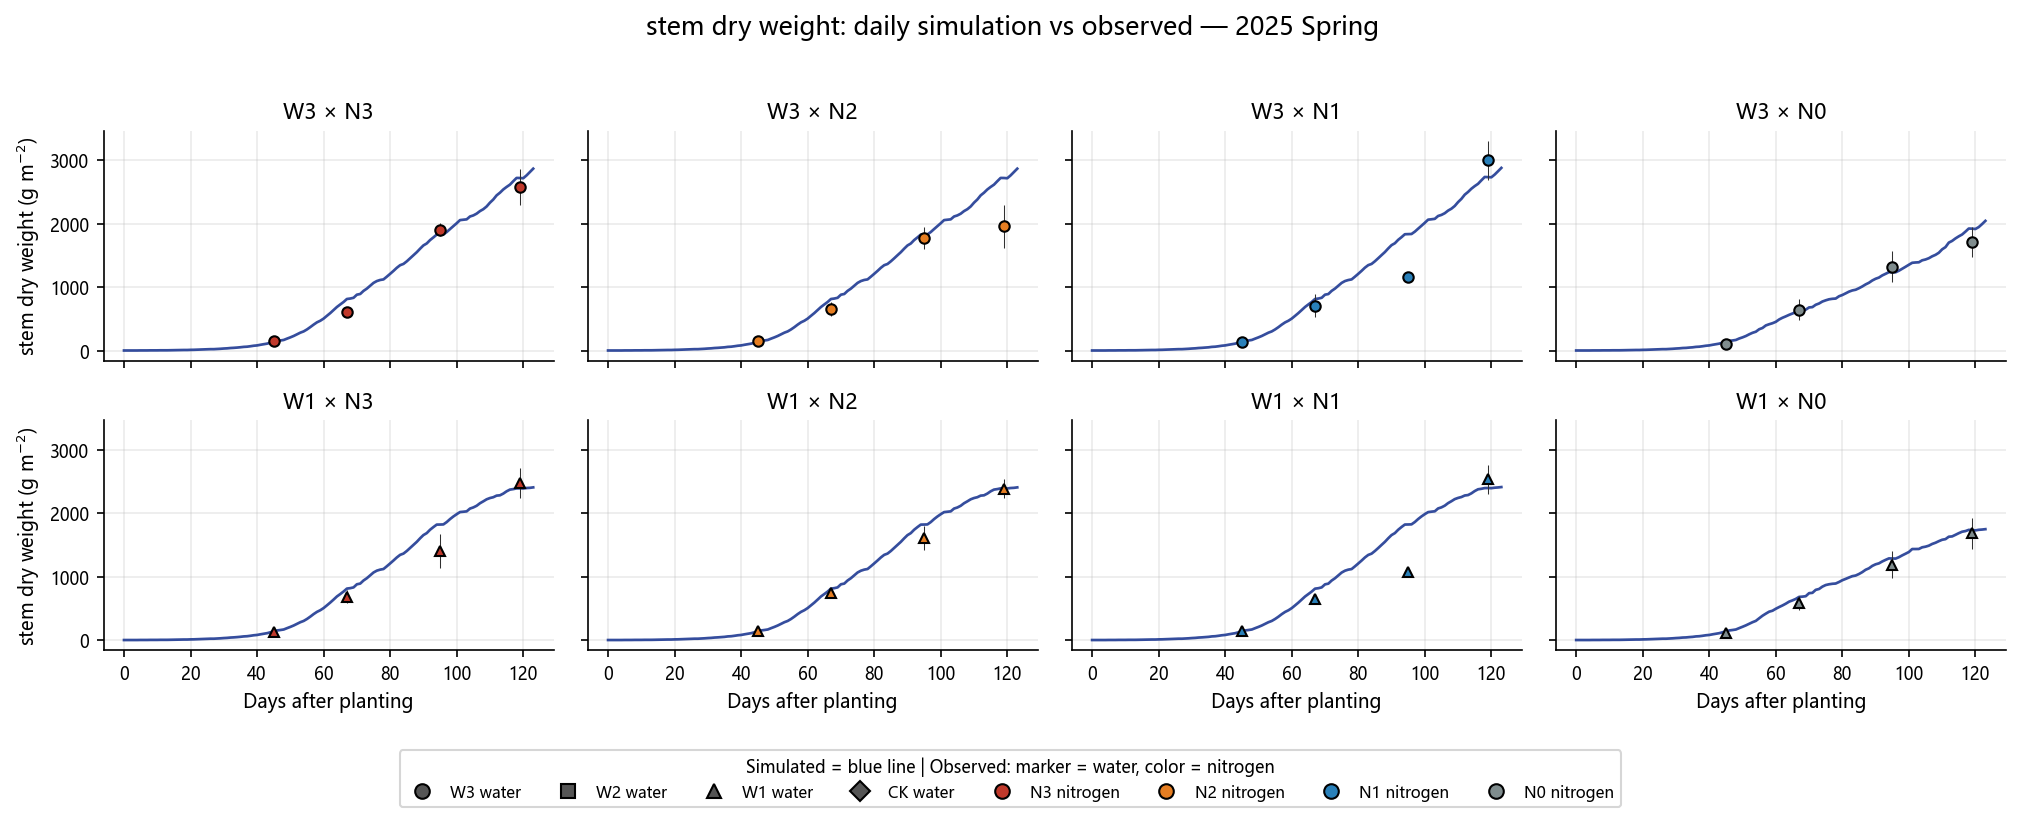 stem dry weight: daily simulation vs observed — 2025 Spring
W3 × N3
W3 × N2
W3 × N1
W3 × N0
stem dry weight (g m⁻²)
3000
2000
1000
0
W1 × N3
W1 × N2
W1 × N1
W1 × N0
stem dry weight (g m⁻²)
3000
2000
1000
0
0 20 40 60 80 100 120
0 20 40 60 80 100 120
0 20 40 60 80 100 120
0 20 40 60 80 100 120
Days after planting
Days after planting
Days after planting
Days after planting
Simulated = blue line | Observed: marker = water, color = nitrogen
W3 water W2 water W1 water CK water N3 nitrogen N2 nitrogen N1 nitrogen N0 nitrogen